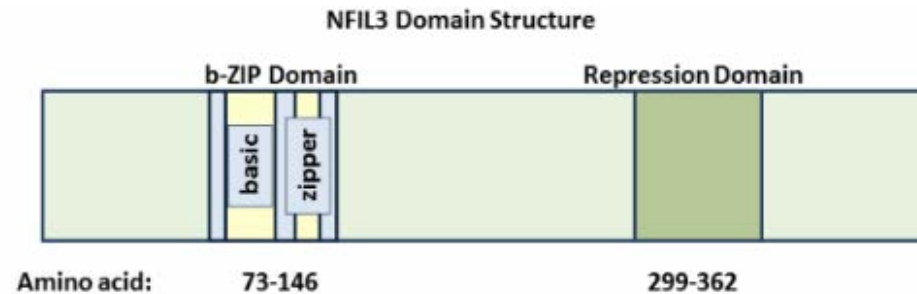 NFIL3 Domain Structure
b-ZIP Domain Repression Domain
basic
zipper
Amino acid: 73-146 299-362